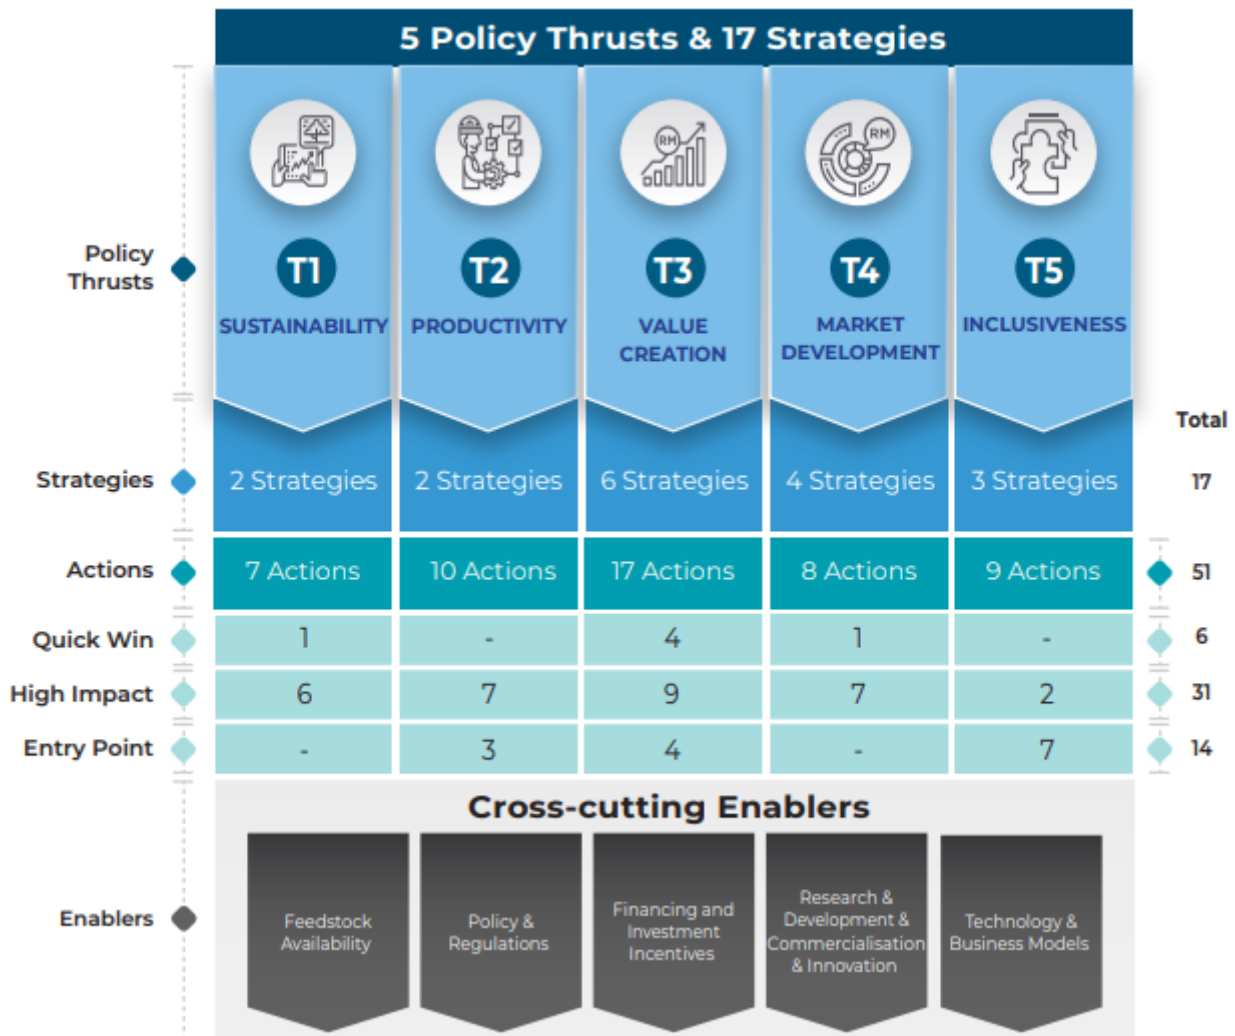 5 Policy Thrusts & 17 Strategies
RM
RM
Policy
Thrusts
T1
T2
T3
T4
T5
SUSTAINABILITY
PRODUCTIVITY
VALUE
CREATION
MARKET
DEVELOPMENT
INCLUSIVENESS
Total
Strategies
2 Strategies
2 Strategies
6 Strategies
4 Strategies
3 Strategies
17
Actions
7 Actions
10 Actions
17 Actions
8 Actions
9 Actions
51
Quick Win
1
-
4
1
-
6
High Impact
6
7
9
7
2
31
Entry Point
-
3
4
-
7
14
Cross-cutting Enablers
Enablers
Feedstock
Availability
Policy &
Regulations
Financing and
Investment
Incentives
Research &
Development &
Commercialisation
& Innovation
Technology &
Business Models